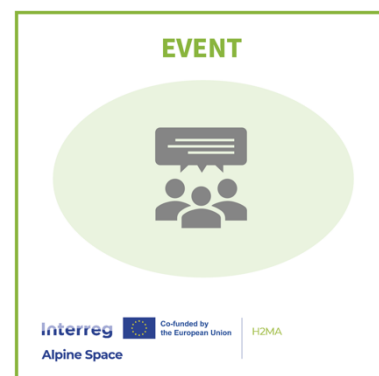 EVENT
Interreg
Co-funded by
the European Union
H2MA
Alpine Space